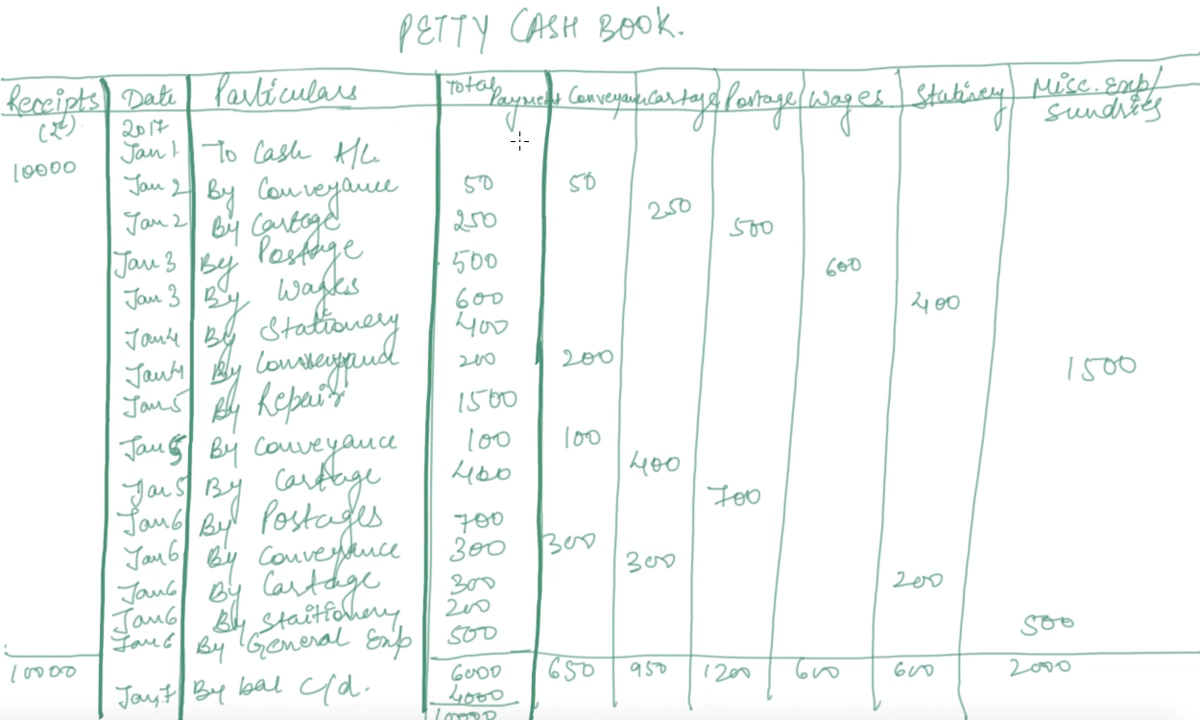 PETTY CASH BOOK.
Receipts (₹) Date Particulars Total Payment Conveyance Cartage Postage Wages Stationery Misc. Exp/ Sundries
2017
10000 Jan 1 To Cash A/c
Jan 2 By Conveyance 50 50
Jan 2 By Cartage 250 250
Jan 3 By Postage 500 500
Jan 3 By Wages 600 600
Jan 4 By Stationery 400 400
Jan 4 By Conveyance 200 200
Jan 5 By Repair 1500 1500
Jan 5 By Conveyance 100 100
Jan 5 By Cartage 400 400
Jan 6 By Postages 700 700
Jan 6 By Conveyance 300 300
Jan 6 By Cartage 300 300
Jan 6 By Staitionery 200 200
Jan 6 By General Exp 500 500
10000 6000 650 950 1200 600 600 2000
Jan 7 By bal c/d. 4000
10000